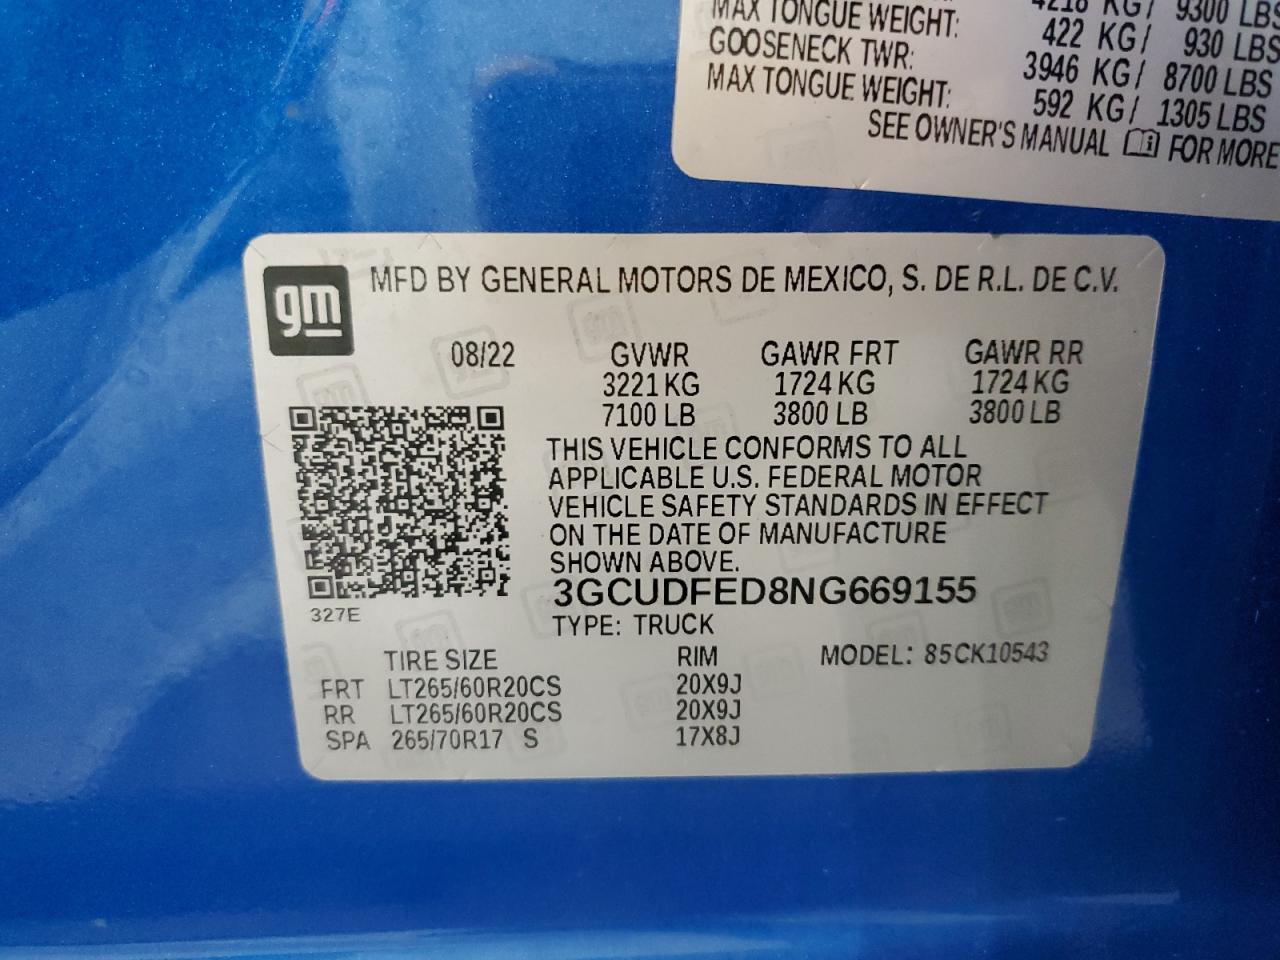 4218 KG/ 9300 LBS
MAX TONGUE WEIGHT: 422 KG/ 930 LBS
GOOSENECK TWR: 3946 KG/ 8700 LBS
MAX TONGUE WEIGHT: 592 KG/ 1305 LBS
SEE OWNER'S MANUAL FOR MORE
gm
MFD BY GENERAL MOTORS DE MEXICO, S. DE R.L. DE C.V.
08/22 GVWR GAWR FRT GAWR RR
3221 KG 1724 KG 1724 KG
7100 LB 3800 LB 3800 LB
THIS VEHICLE CONFORMS TO ALL
APPLICABLE U.S. FEDERAL MOTOR
VEHICLE SAFETY STANDARDS IN EFFECT
ON THE DATE OF MANUFACTURE
SHOWN ABOVE.
3GCUDFED8NG669155
327E
TYPE: TRUCK
TIRE SIZE RIM MODEL: 85CK10543
FRT LT265/60R20CS 20X9J
RR LT265/60R20CS 20X9J
SPA 265/70R17 S 17X8J